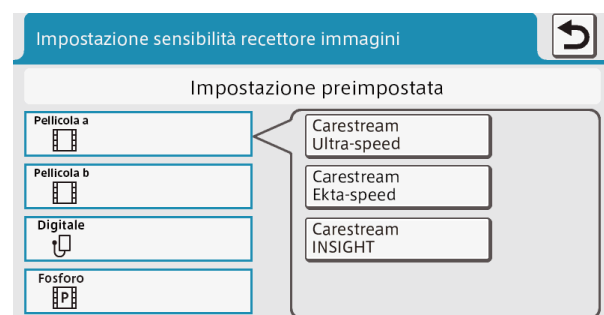 Impostazione sensibilità recettore immagini
Impostazione preimpostata
Pellicola a
Carestream
Ultra-speed
Pellicola b
Carestream
Ekta-speed
Digitale
Carestream
INSIGHT
Fosforo
P